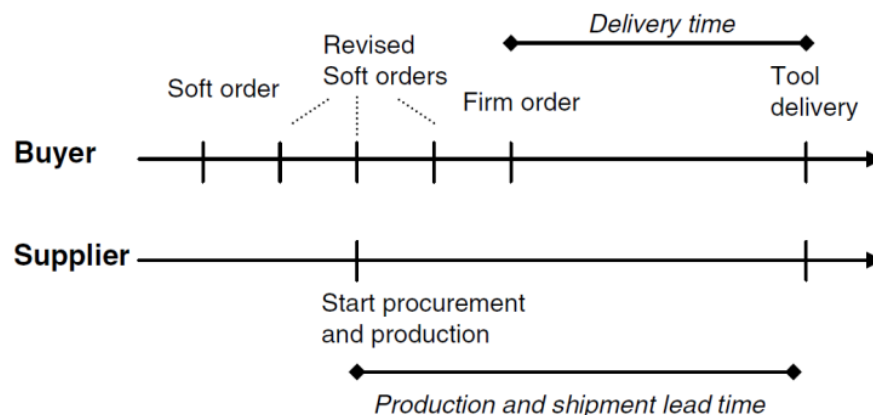 Delivery time
Revised
Soft orders
Soft order
Firm order
Tool
delivery
Buyer
Supplier
Start procurement
and production
Production and shipment lead time